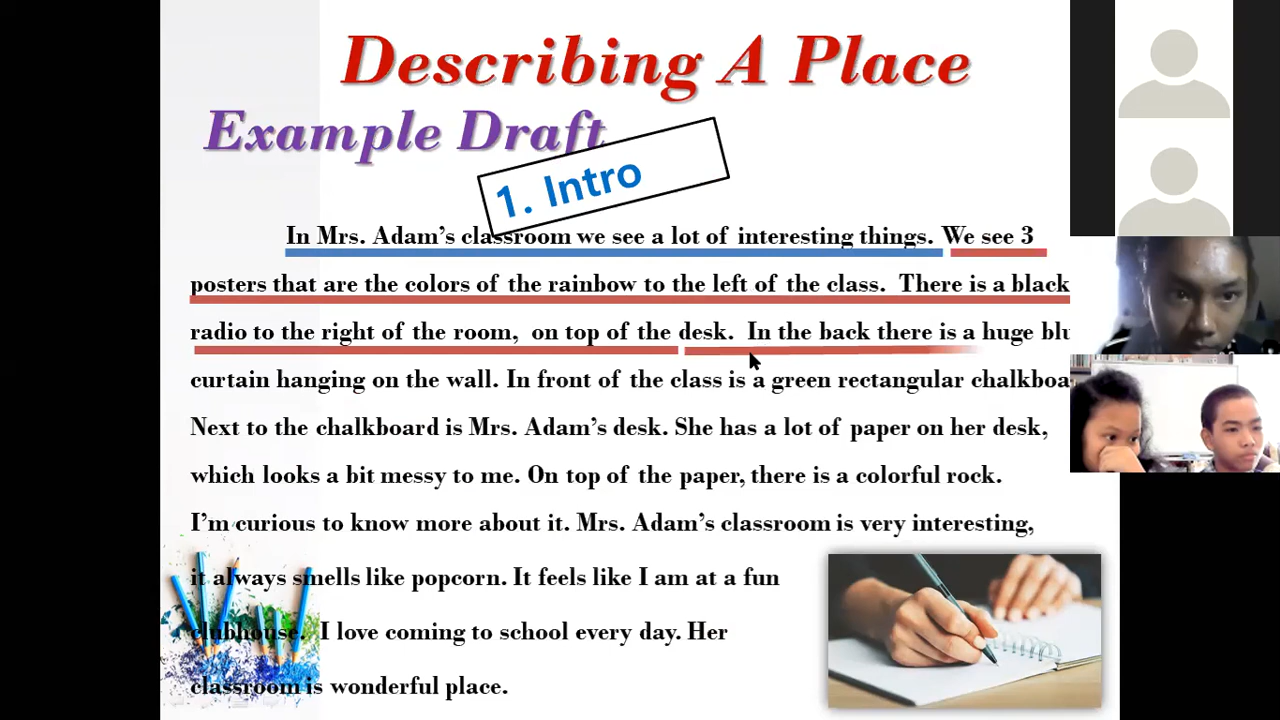 Describing A Place
Example Draft
1. Intro
In Mrs. Adam's classroom we see a lot of interesting things. We see 3
posters that are the colors of the rainbow to the left of the class. There is a black
radio to the right of the room, on top of the desk. In the back there is a huge
curtain hanging on the wall. In front of the class is a green rectangular
Next to the chalkboard is Mrs. Adam's desk. She has a lot of paper on her desk,
which looks a bit messy to me. On top of the paper, there is a colorful rock.
I'm curious to know more about it. Mrs. Adam's classroom is very interesting,
it always smells like popcorn. It feels like I am at a fun
clubhouse. I love coming to school every day. Her
classroom is wonderful place.